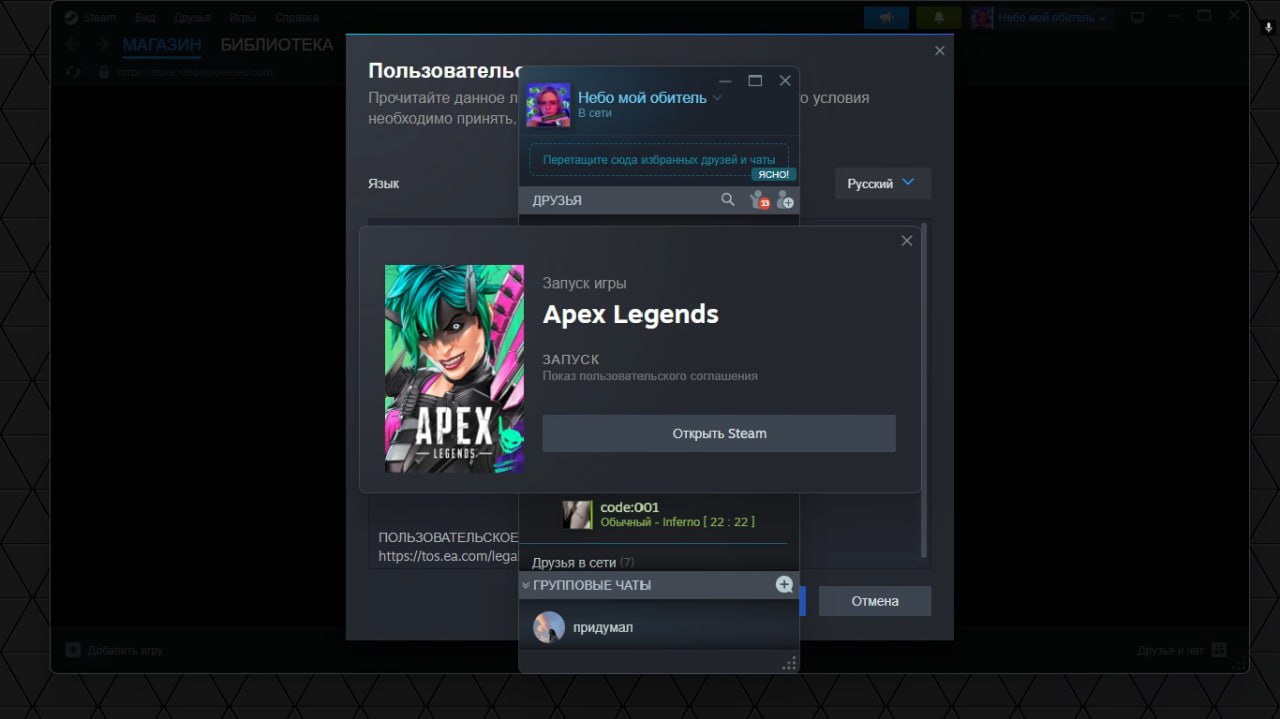 Steam Вид Друзья Игры Справка
Небо мой обитель
МАГАЗИН БИБЛИОТЕКА
https://store.steampowered.com/
Прочитайте данное
о условия
необходимо принять,
Небо мой обитель
В сети
Перетащите сюда избранных друзей и чаты
ЯСНО!
Язык
Русский
ДРУЗЬЯ
33
Запуск игры
Apex Legends
ЗАПУСК
Показ пользовательского соглашения
APEX
LEGENDS
Открыть Steam
code:001
Обычный - Inferno [ 22 : 22 ]
ПОЛЬЗОВАТЕЛЬСКОЕ
https://tos.ea.com/lega
Друзья в сети (7)
ГРУППОВЫЕ ЧАТЫ
Отмена
придумал
Добавить игру
Друзья и чат